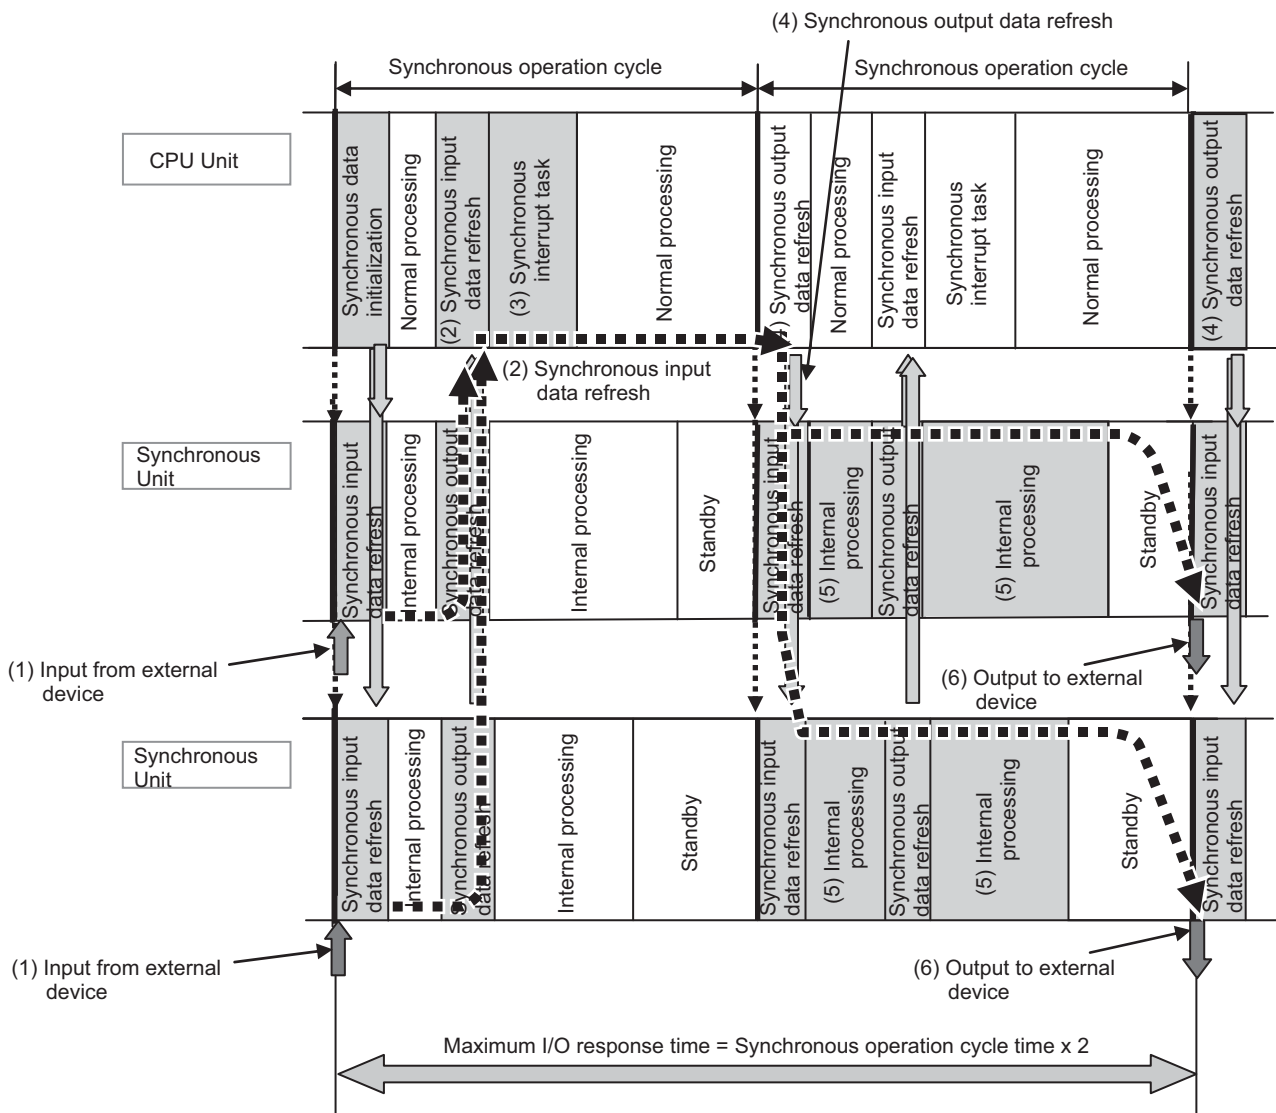 (4) Synchronous output data refresh
Synchronous operation cycle
Synchronous operation cycle
CPU Unit
Synchronous data
initialization
Normal processing
(2) Synchronous input
data refresh
(3) Synchronous
interrupt task
Normal processing
(4) Synchronous output
data refresh
Normal processing
Synchronous input
data refresh
Synchronous
interrupt task
Normal processing
(4) Synchronous output
data refresh
(2) Synchronous input
data refresh
Synchronous
Unit
Synchronous input
data refresh
Internal processing
Synchronous output
data refresh
Internal processing
Standby
Synchronous input
data refresh
(5) Internal
processing
Synchronous output
data refresh
(5) Internal
processing
Standby
Synchronous input
data refresh
(1) Input from external
device
(6) Output to external
device
Synchronous
Unit
Synchronous input
data refresh
Internal processing
Synchronous output
data refresh
Internal processing
Standby
Synchronous input
data refresh
(5) Internal
processing
Synchronous output
data refresh
(5) Internal
processing
Standby
Synchronous input
data refresh
(1) Input from external
device
(6) Output to external
device
Maximum I/O response time = Synchronous operation cycle time x 2